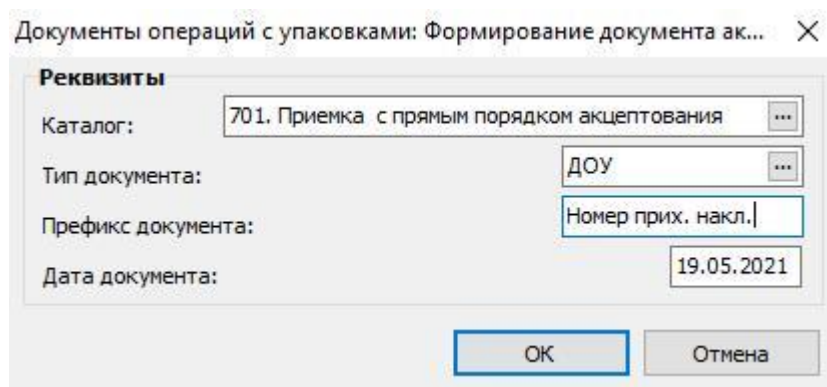 Документы операций с упаковками: Формирование документа ак...
Реквизиты
Каталог: 701. Приемка с прямым порядком акцептования ...
Тип документа: ДОУ ...
Префикс документа: Номер прих. накл.
Дата документа: 19.05.2021
ОК Отмена